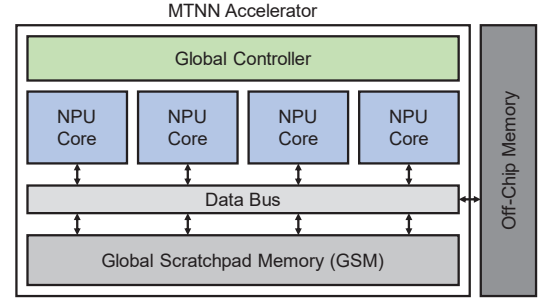 MTNN Accelerator
Global Controller
NPU
Core
NPU
Core
NPU
Core
NPU
Core
Data Bus
Global Scratchpad Memory (GSM)
Off-Chip Memory